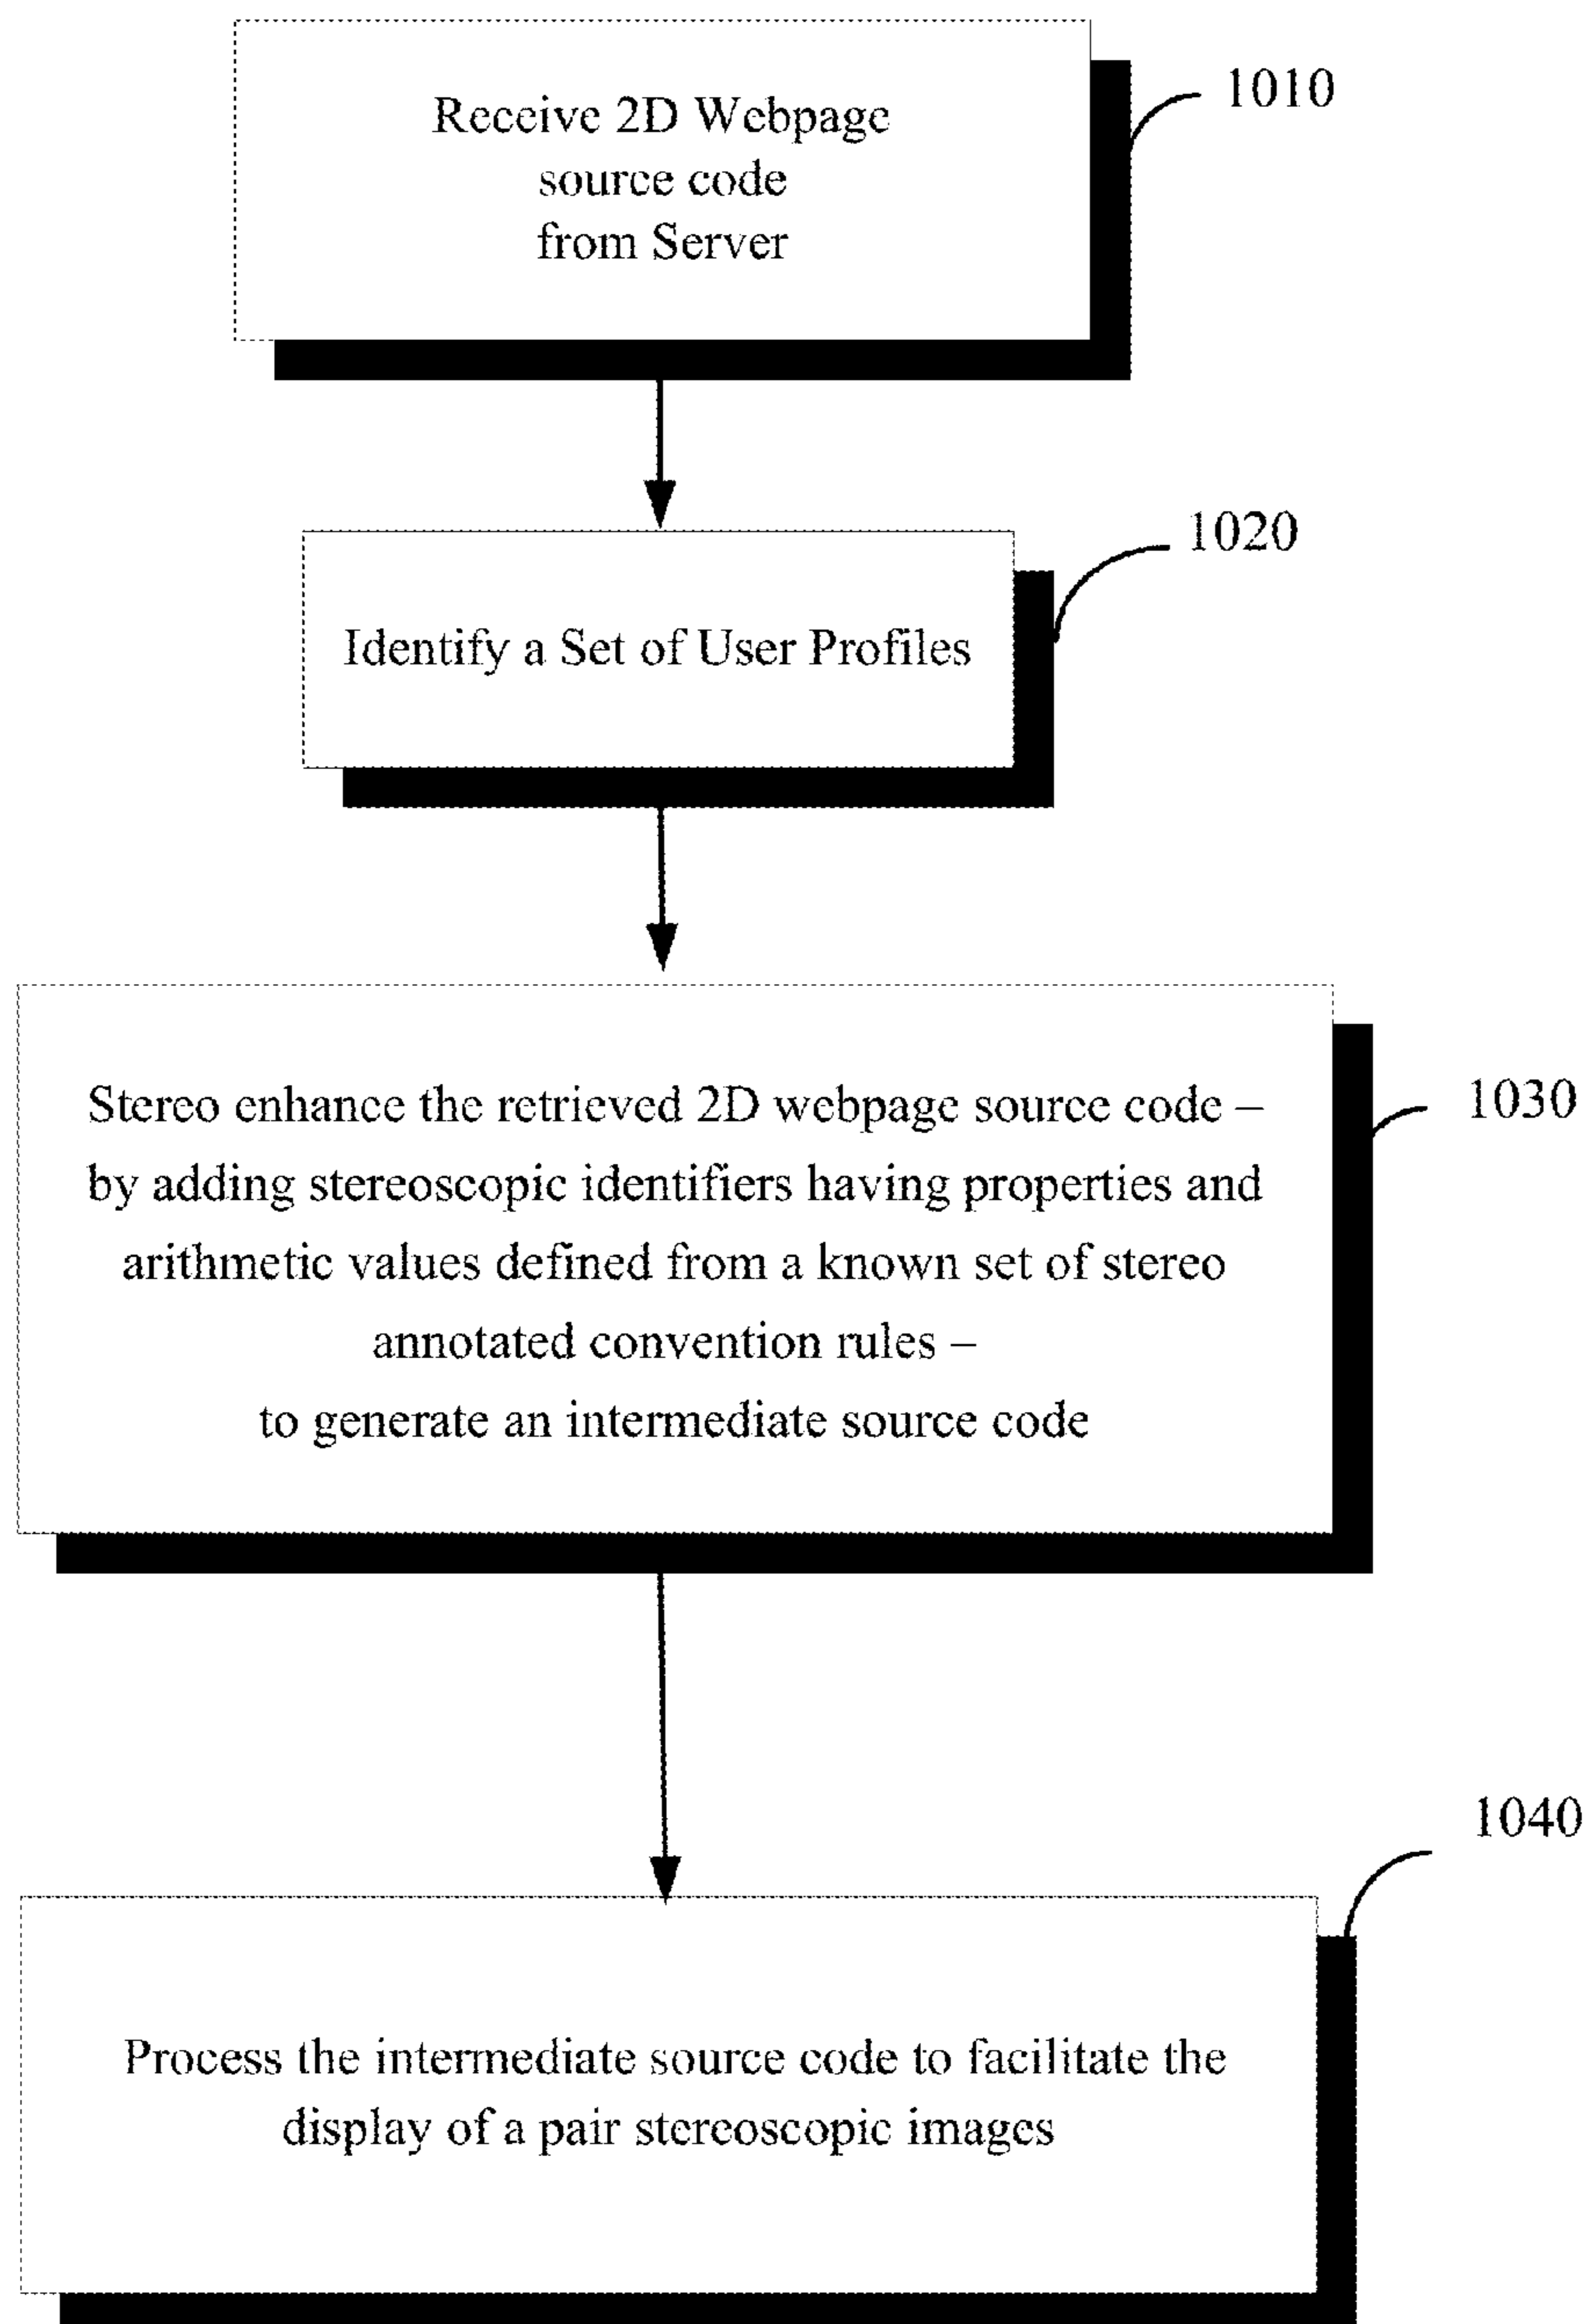 Receive 2D Webpage
source code
from Server
1010
Identify a Set of User Profiles
1020
Stereo enhance the retrieved 2D webpage source code –
by adding stereoscopic identifiers having properties and
arithmetic values defined from a known set of stereo
annotated convention rules –
to generate an intermediate source code
1030
Process the intermediate source code to facilitate the
display of a pair stereoscopic images
1040